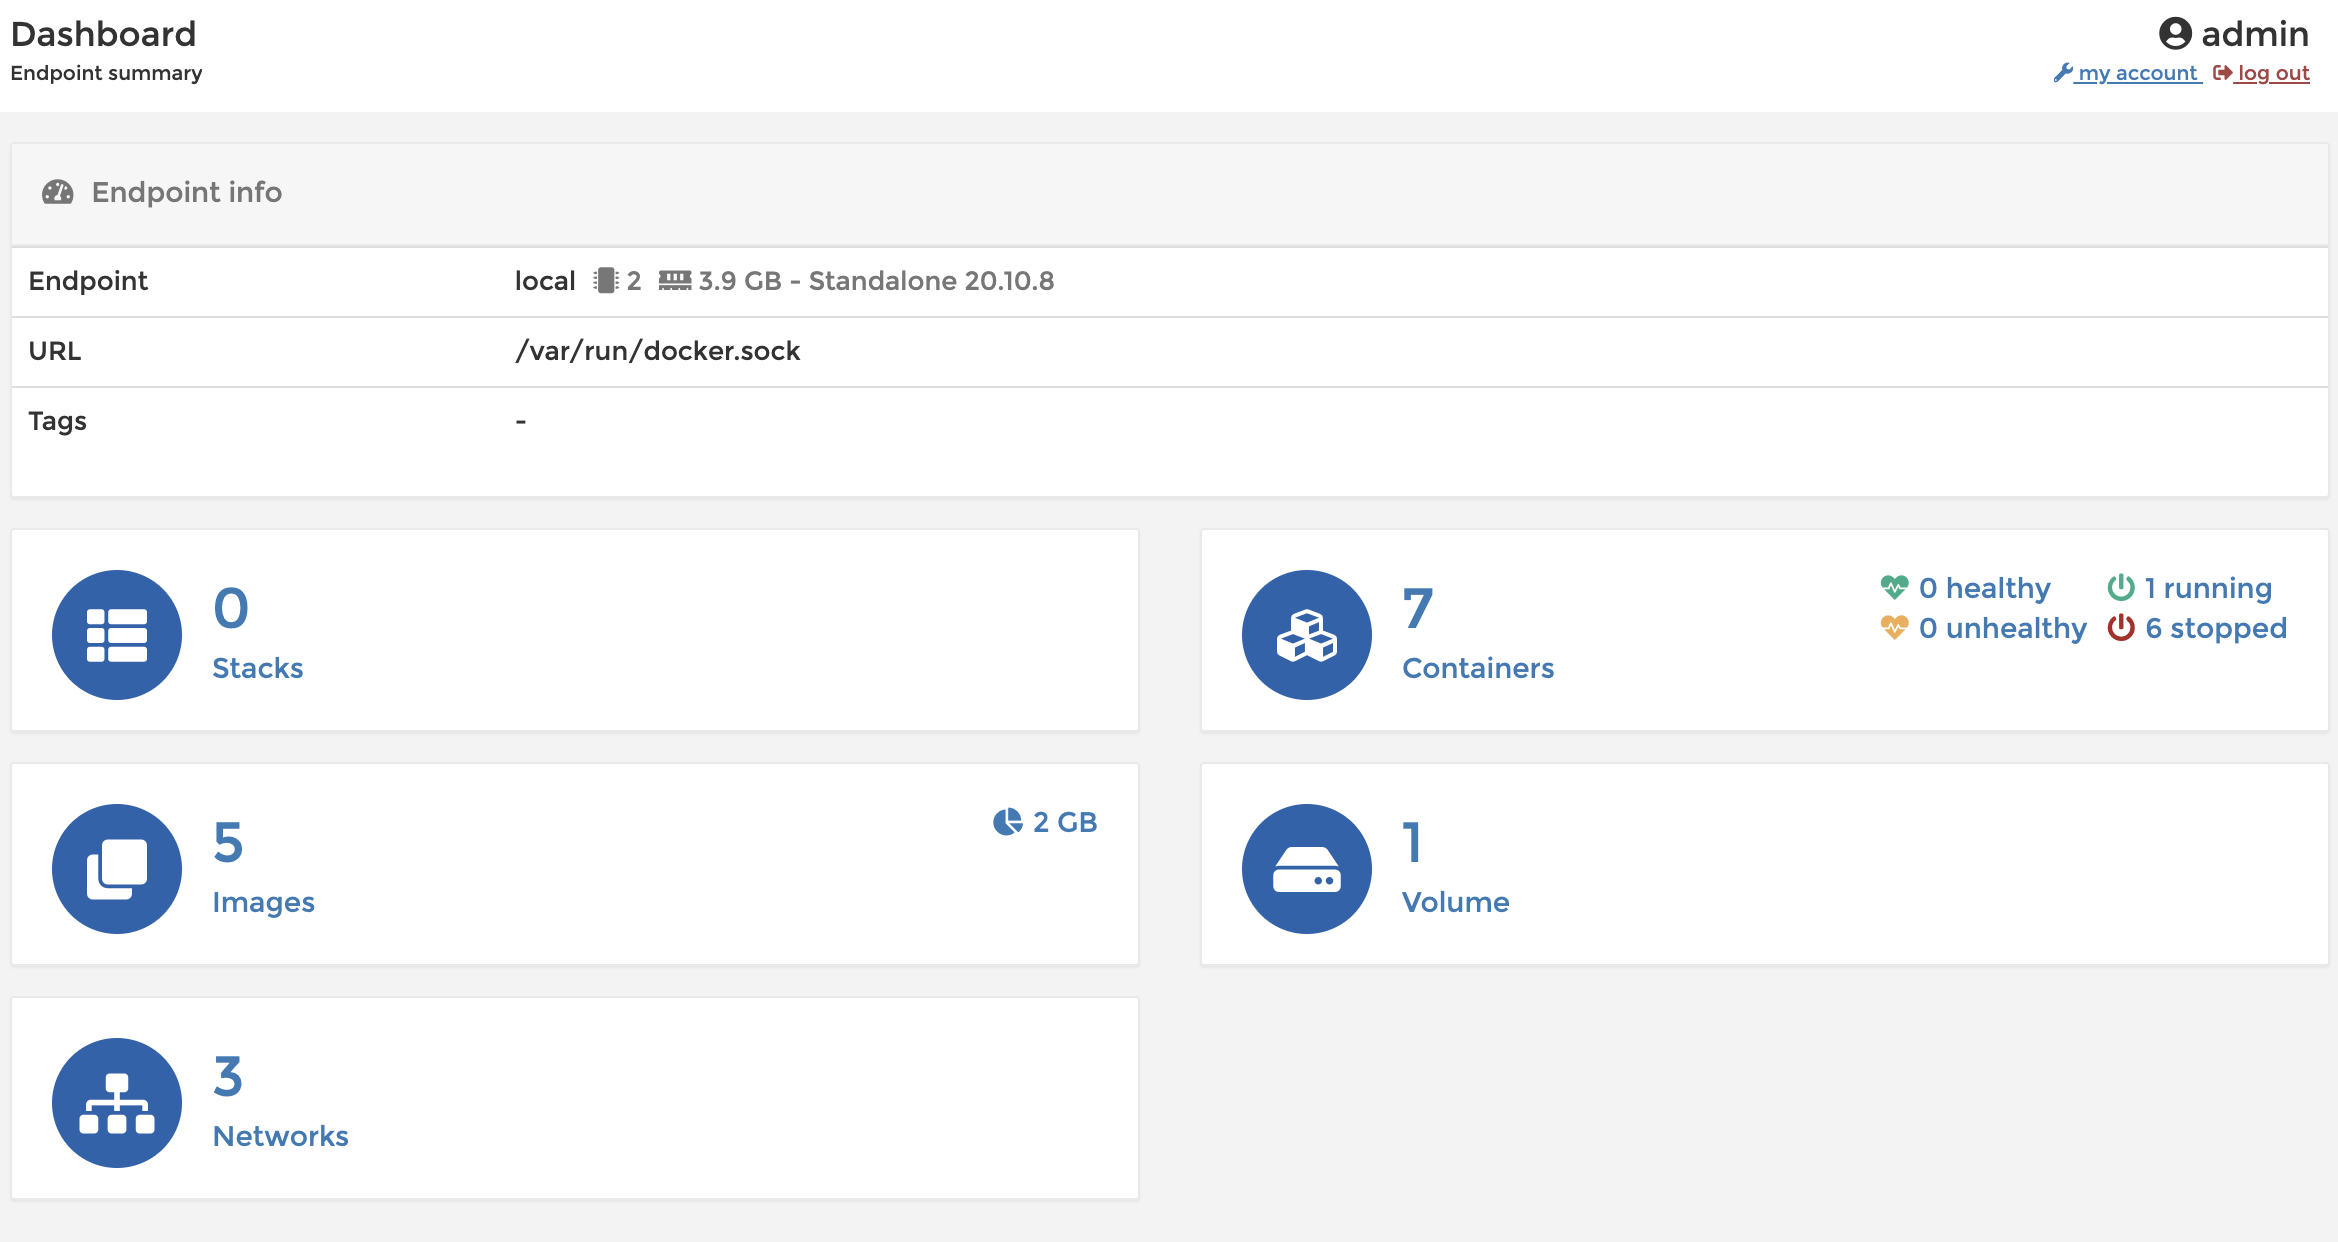 Dashboard
admin
Endpoint summary
my account log out
Endpoint info
Endpoint local 2 3.9 GB - Standalone 20.10.8
URL /var/run/docker.sock
Tags -
0
Stacks
7
Containers
0 healthy 1 running
0 unhealthy 6 stopped
5
Images
2 GB
1
Volume
3
Networks